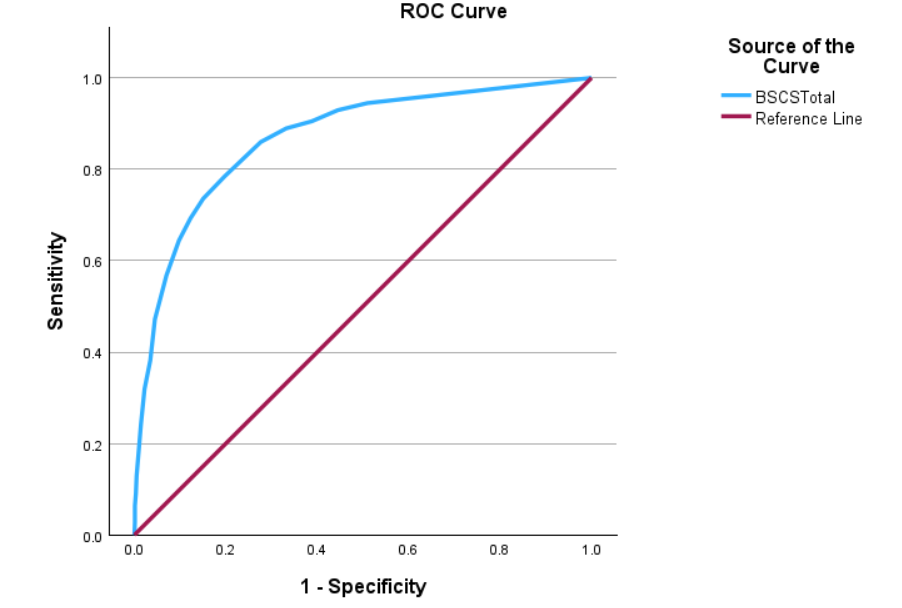 ROC Curve
Source of the
Curve
BSCSTotal
Reference Line
Sensitivity
1.0
0.8
0.6
0.4
0.2
0.0
0.0 0.2 0.4 0.6 0.8 1.0
1 - Specificity